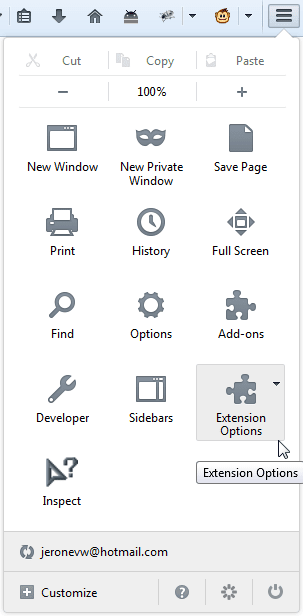 Cut Copy Paste
− 100% +
New Window New Private Window Save Page
Print History Full Screen
Find Options Add-ons
Developer Sidebars Extension Options
Extension Options
Inspect
jeronevw@hotmail.com
Customize